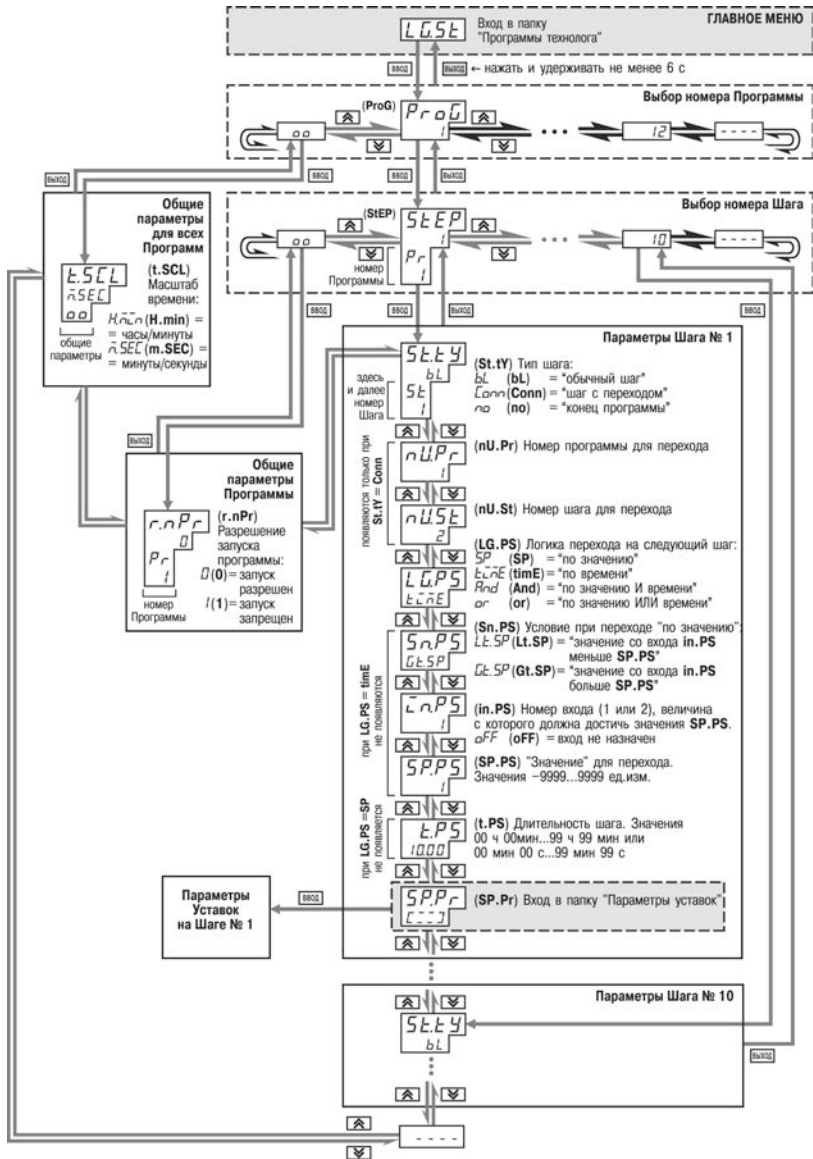 ГЛАВНОЕ МЕНЮ
LG.St
Вход в папку
"Программы технолога"
ВВОД
ВЫХОД
← нажать и удерживать не менее 6 с
Выбор номера Программы
(ProG)
ProG
1
oo
• • •
12
- - - -
ВЫХОД
ВВОД
ВВОД
ВЫХОД
Выбор номера Шага
(StEP)
StEP
1
Pr
1
номер
Программы
oo
• • •
10
- - - -
Общие
параметры
для всех
Программ
t.SCL
m.SEC
oo
(t.SCL)
Масштаб
времени:
общие
параметры
H.min (H.min) =
= часы/минуты
m.SEC (m.SEC) =
= минуты/секунды
ВЫХОД
ВВОД
ВВОД
ВЫХОД
ВВОД
Общие
параметры
Программы
r.nPr
0
Pr
1
(r.nPr)
Разрешение
запуска
программы:
0 (0) = запуск
разрешен
1 (1) = запуск
запрещен
номер
Программы
Параметры Шага № 1
St.tY
bL
St
1
здесь
и далее
номер
Шага
(St.tY) Тип шага:
bL (bL) = "обычный шаг"
Conn (Conn) = "шаг с переходом"
no (no) = "конец программы"
появляются только при
St.tY = Conn
nU.Pr
1
(nU.Pr) Номер программы для перехода
nU.St
2
(nU.St) Номер шага для перехода
LG.PS
timE
(LG.PS) Логика перехода на следующий шаг:
SP (SP) = "по значению"
timE (timE) = "по времени"
And (And) = "по значению И времени"
or (or) = "по значению ИЛИ времени"
при LG.PS = timE
не появляются
Sn.PS
Gt.SP
(Sn.PS) Условие при переходе "по значению":
Lt.SP (Lt.SP) = "значение со входа in.PS
меньше SP.PS"
Gt.SP (Gt.SP) = "значение со входа in.PS
больше SP.PS"
in.PS
1
(in.PS) Номер входа (1 или 2), величина
с которого должна достичь значения SP.PS.
oFF (oFF) = вход не назначен
SP.PS
1
(SP.PS) "Значение" для перехода.
Значения –9999...9999 ед.изм.
при LG.PS =SP
не появляется
t.PS
10.00
(t.PS) Длительность шага. Значения
00 ч 00мин...99 ч 99 мин или
00 мин 00 с...99 мин 99 с
SP.Pr
[---]
(SP.Pr) Вход в папку "Параметры уставок"
ВВОД
Параметры
Уставок
на Шаге № 1
Параметры Шага № 10
St.tY
bL
ВЫХОД
- - - -